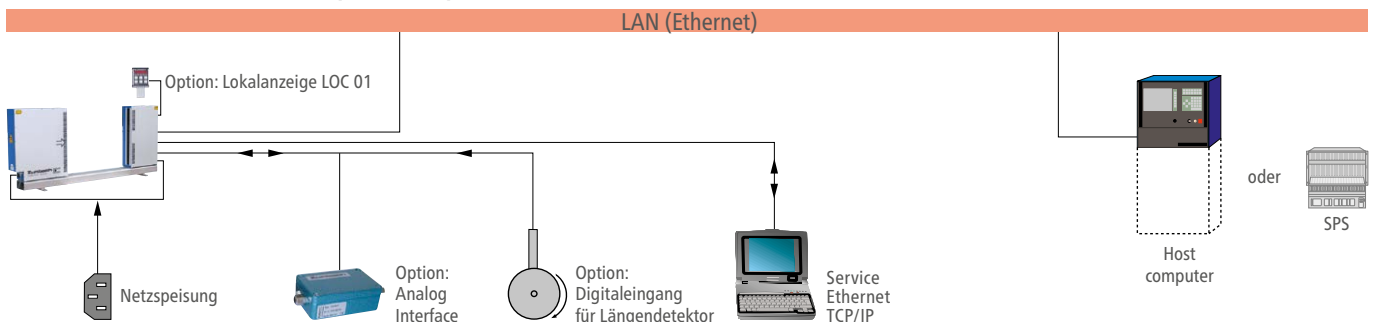 LAN (Ethernet)
Option: Lokalanzeige LOC 01
oder
SPS
Host
computer
Netzspeisung
Option:
Analog
Interface
Option:
Digitaleingang
für Längendetektor
Service
Ethernet
TCP/IP